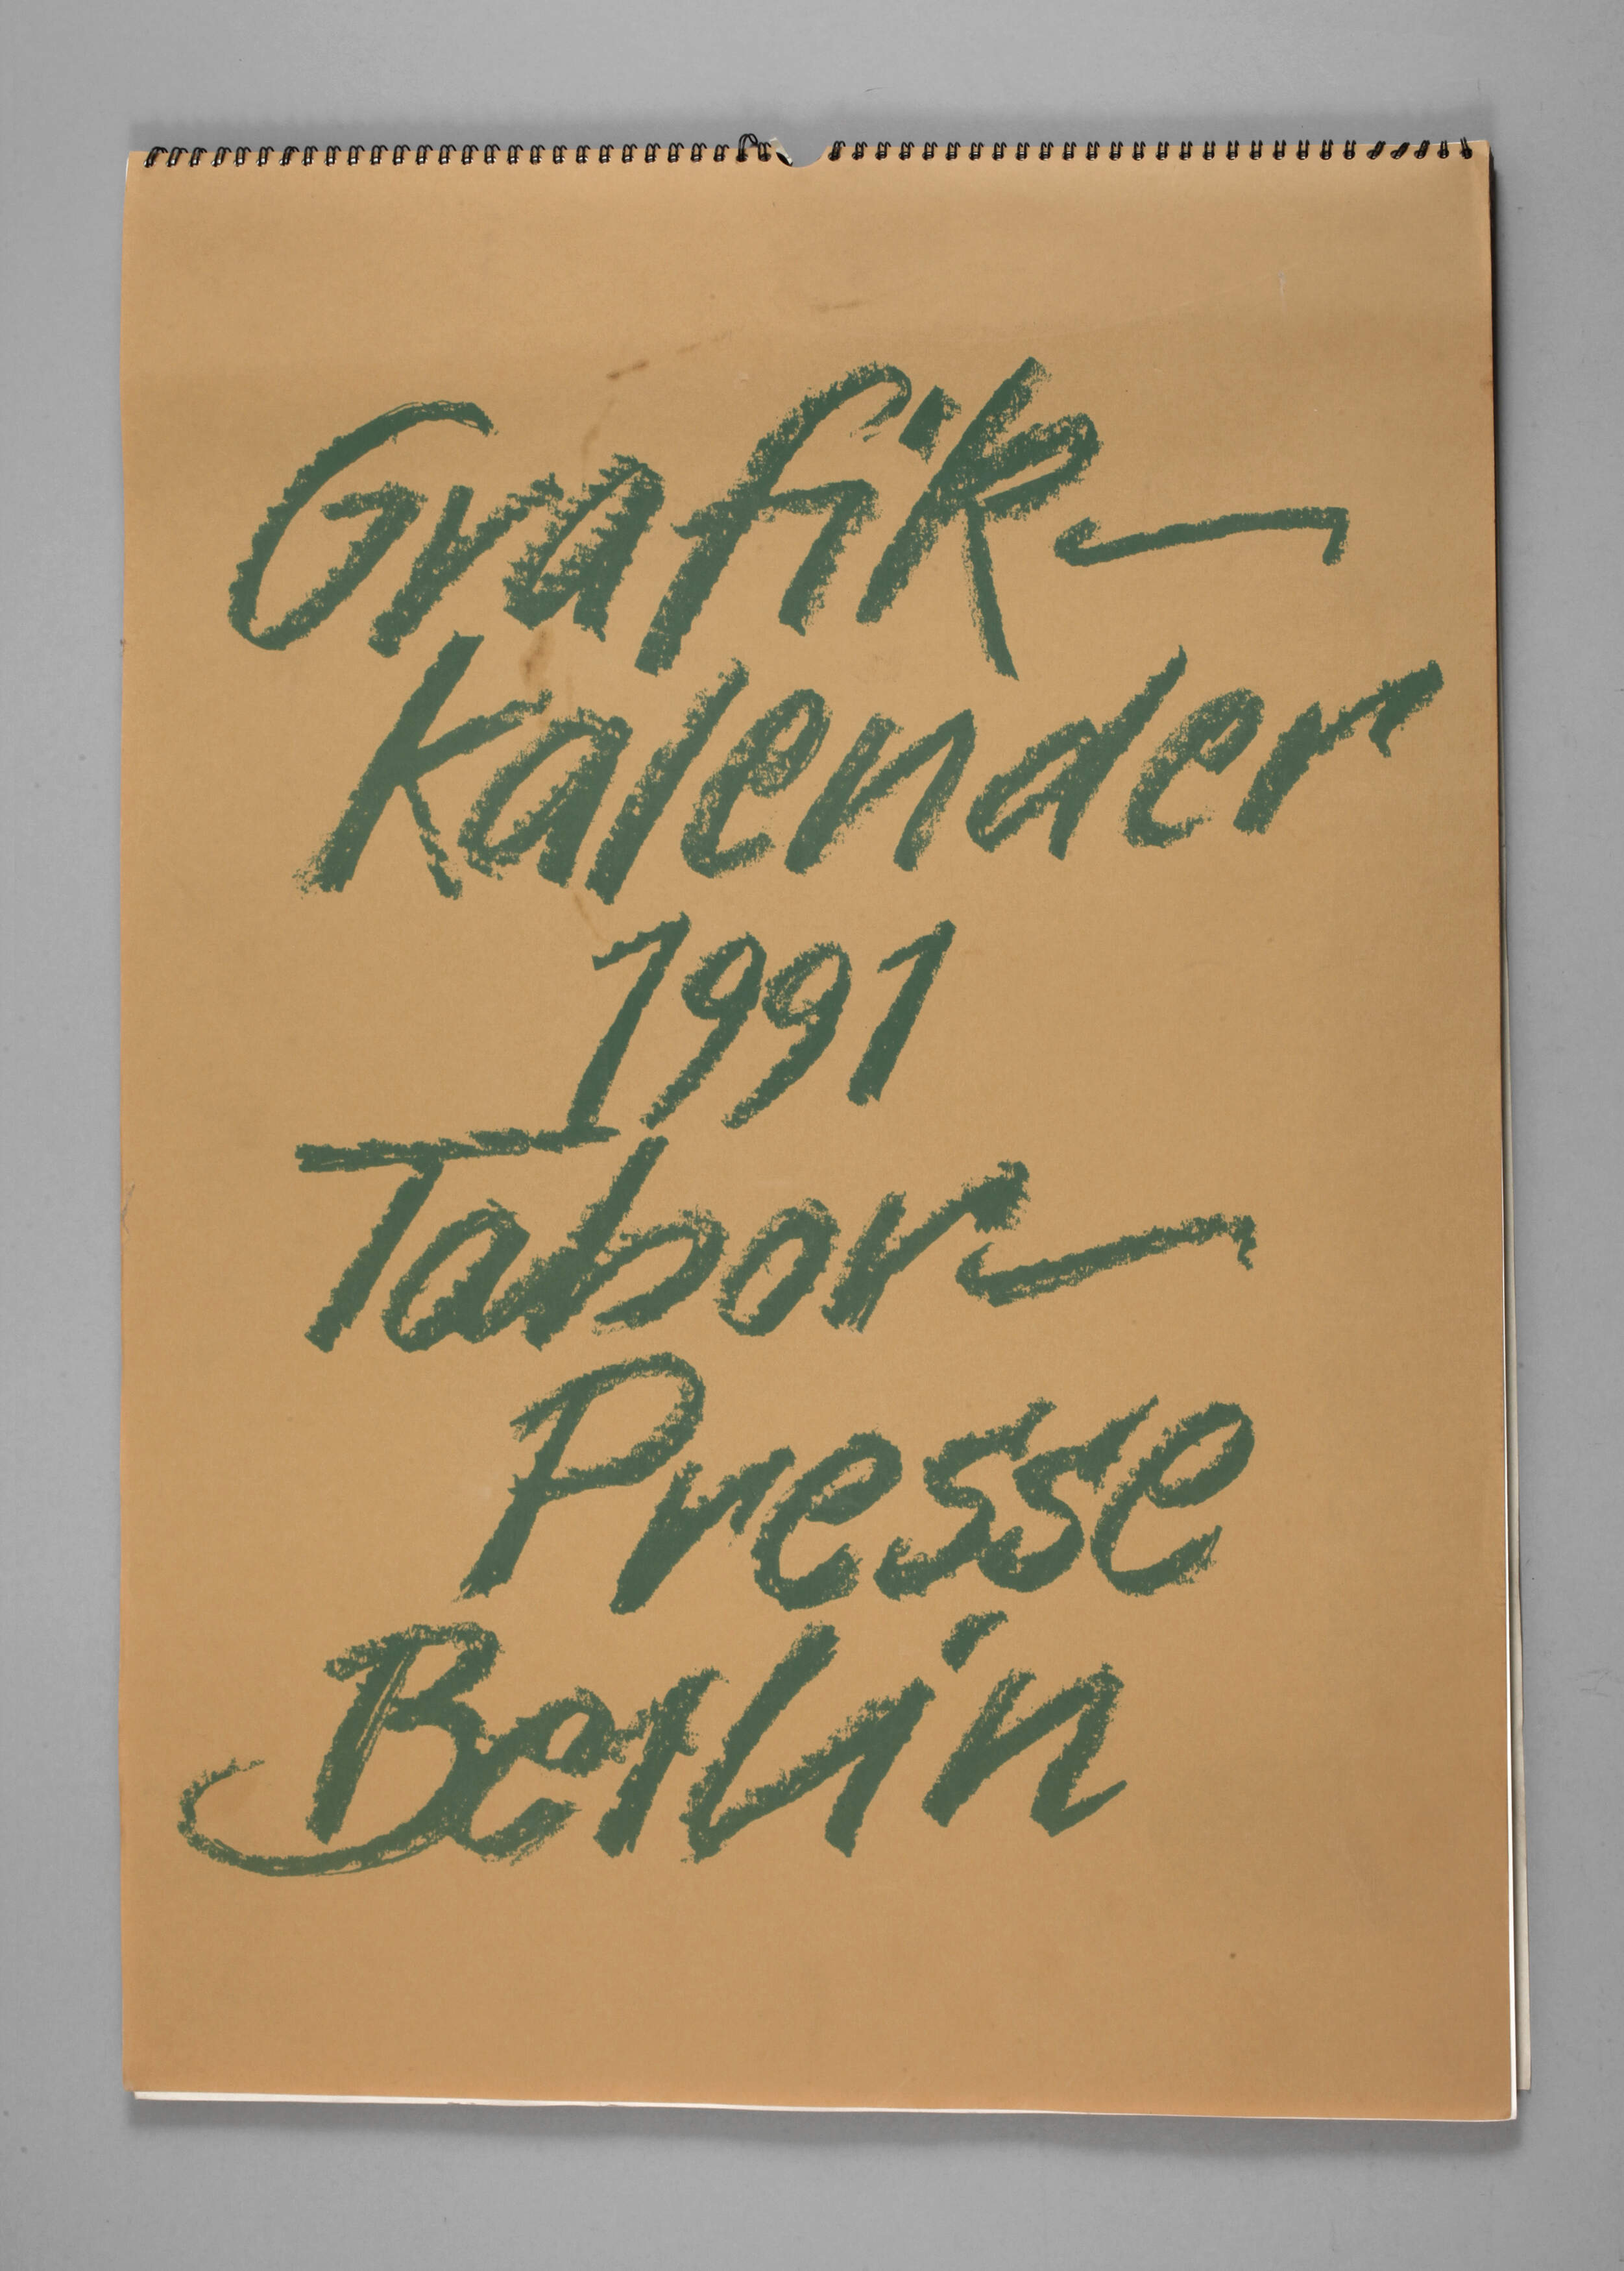 Grafik-
Kalender
1991
Tabor-
Presse
Berlin